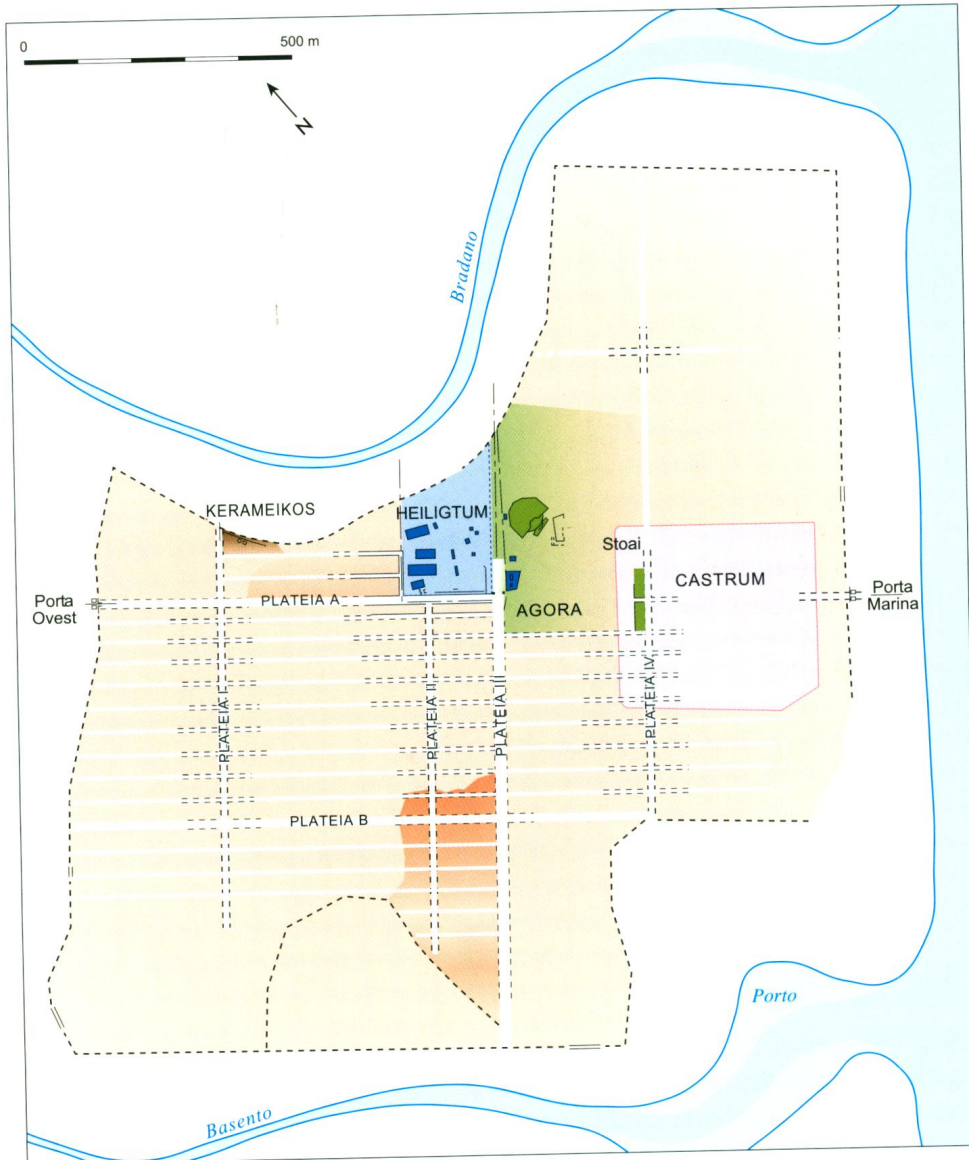 0
500 m
N
Bradano
KERAMEIKOS
HEILIGTUM
Stoai
CASTRUM
Porta
Ovest
PLATEIA A
AGORA
Porta
Marina
PLATEIA I
PLATEIA II
PLATEIA III
PLATEIA IV
PLATEIA B
Porto
Basento